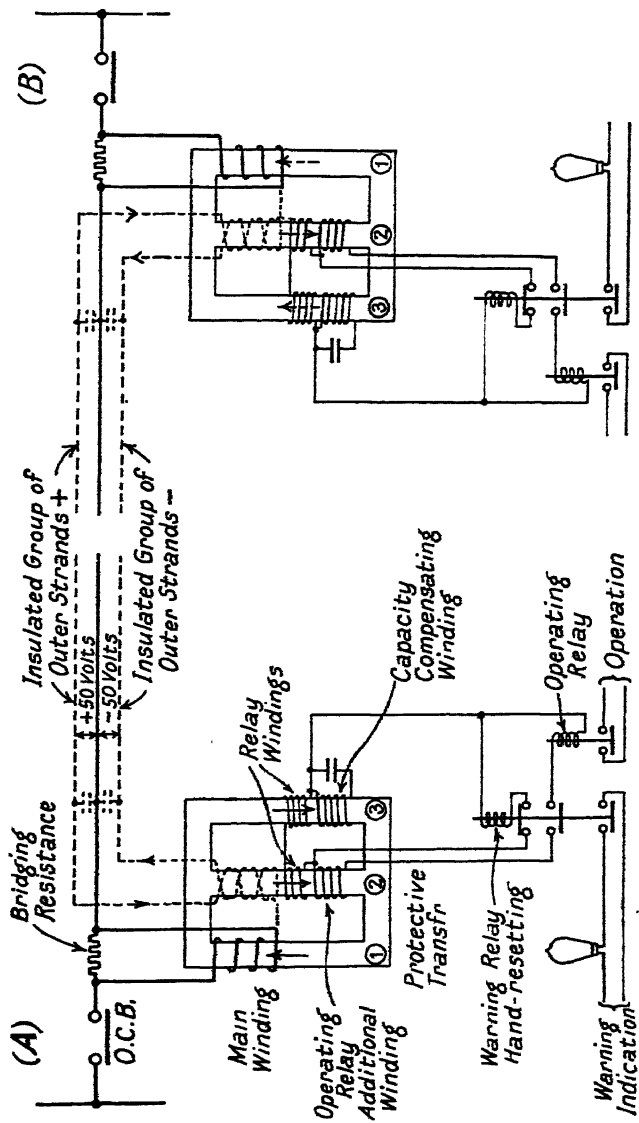 (A)
(B)
O.C.B.
Bridging
Resistance
+50 Volts
-50 Volts
Insulated Group of
Outer Strands +
Insulated Group of
Outer Strands -
Main
Winding
Operating
Relay
Additional
Winding
Relay
Windings
Capacity
Compensating
Winding
Protective
Transfr
Warning Relay
Hand-resetting
Operating
Relay
Warning
Indication
Operation
1
2
3
3
2
1